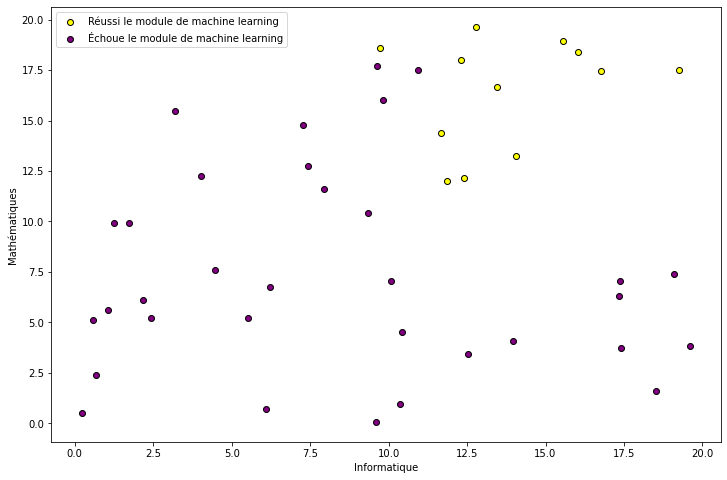 Réussi le module de machine learning
Échoue le module de machine learning
Mathématiques
20.0
17.5
15.0
12.5
10.0
7.5
5.0
2.5
0.0
0.0 2.5 5.0 7.5 10.0 12.5 15.0 17.5 20.0
Informatique